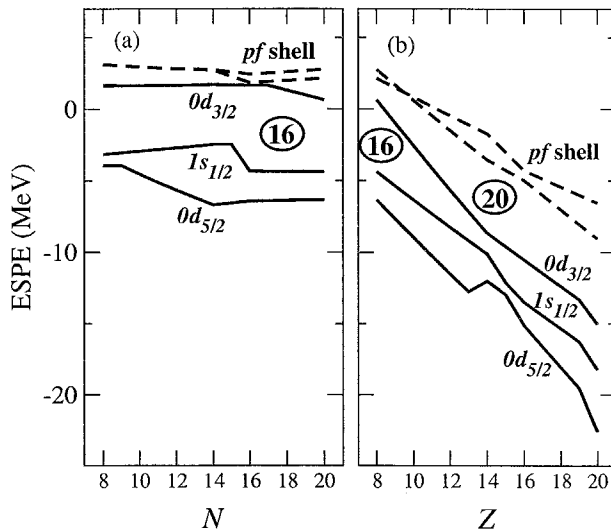 (a)
pf shell
0d3/2
16
1s1/2
0d5/2
(b)
16
pf shell
20
0d3/2
1s1/2
0d5/2
ESPE (MeV)
0
-10
-20
8 10 12 14 16 18 20
N
8 10 12 14 16 18 20
Z